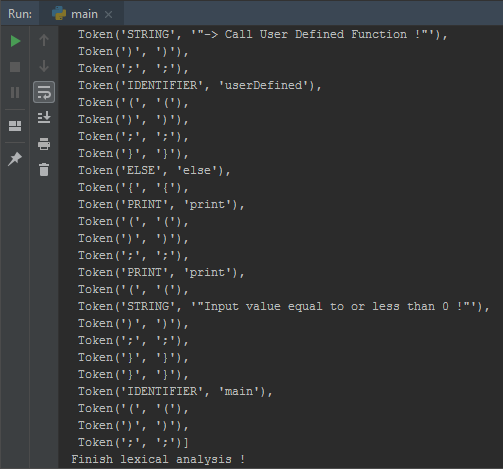 Run: main
Token('STRING', '"-> Call User Defined Function !"'),
Token(')', ')'),
Token(';', ';'),
Token('IDENTIFIER', 'userDefined'),
Token('(', '('),
Token(')', ')'),
Token(';', ';'),
Token('}', '}'),
Token('ELSE', 'else'),
Token('{', '{'),
Token('PRINT', 'print'),
Token('(', '('),
Token(')', ')'),
Token(';', ';'),
Token('PRINT', 'print'),
Token('(', '('),
Token('STRING', '"Input value equal to or less than 0 !"'),
Token(')', ')'),
Token(';', ';'),
Token('}', '}'),
Token('}', '}'),
Token('IDENTIFIER', 'main'),
Token('(', '('),
Token(')', ')'),
Token(';', ';')]
Finish lexical analysis !